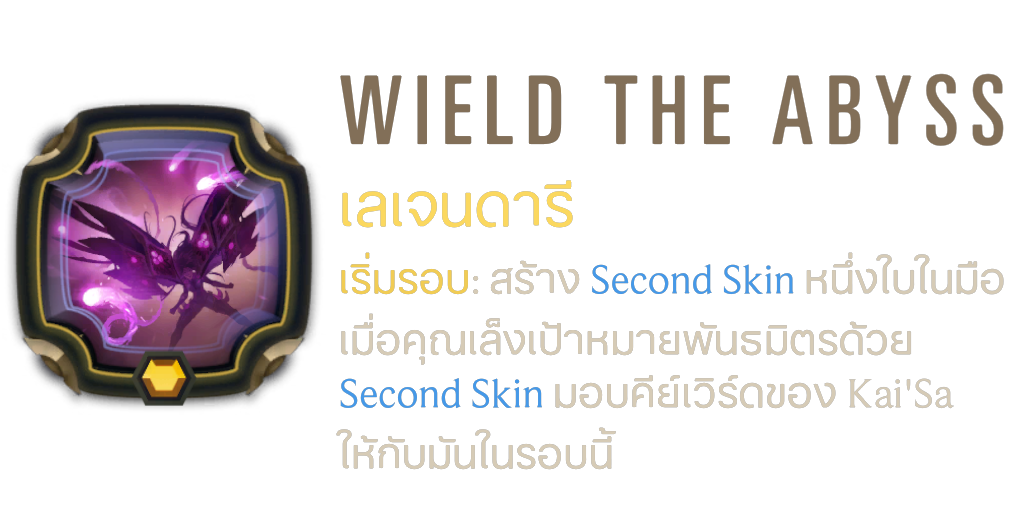 WIELD THE ABYSS
เลเจนดารี
เริ่มรอบ: สร้าง Second Skin หนึ่งใบในมือ
เมื่อคุณเล็งเป้าหมายพันธมิตรด้วย
Second Skin มอบคีย์เวิร์ดของ Kai'Sa
ให้กับมันในรอบนี้